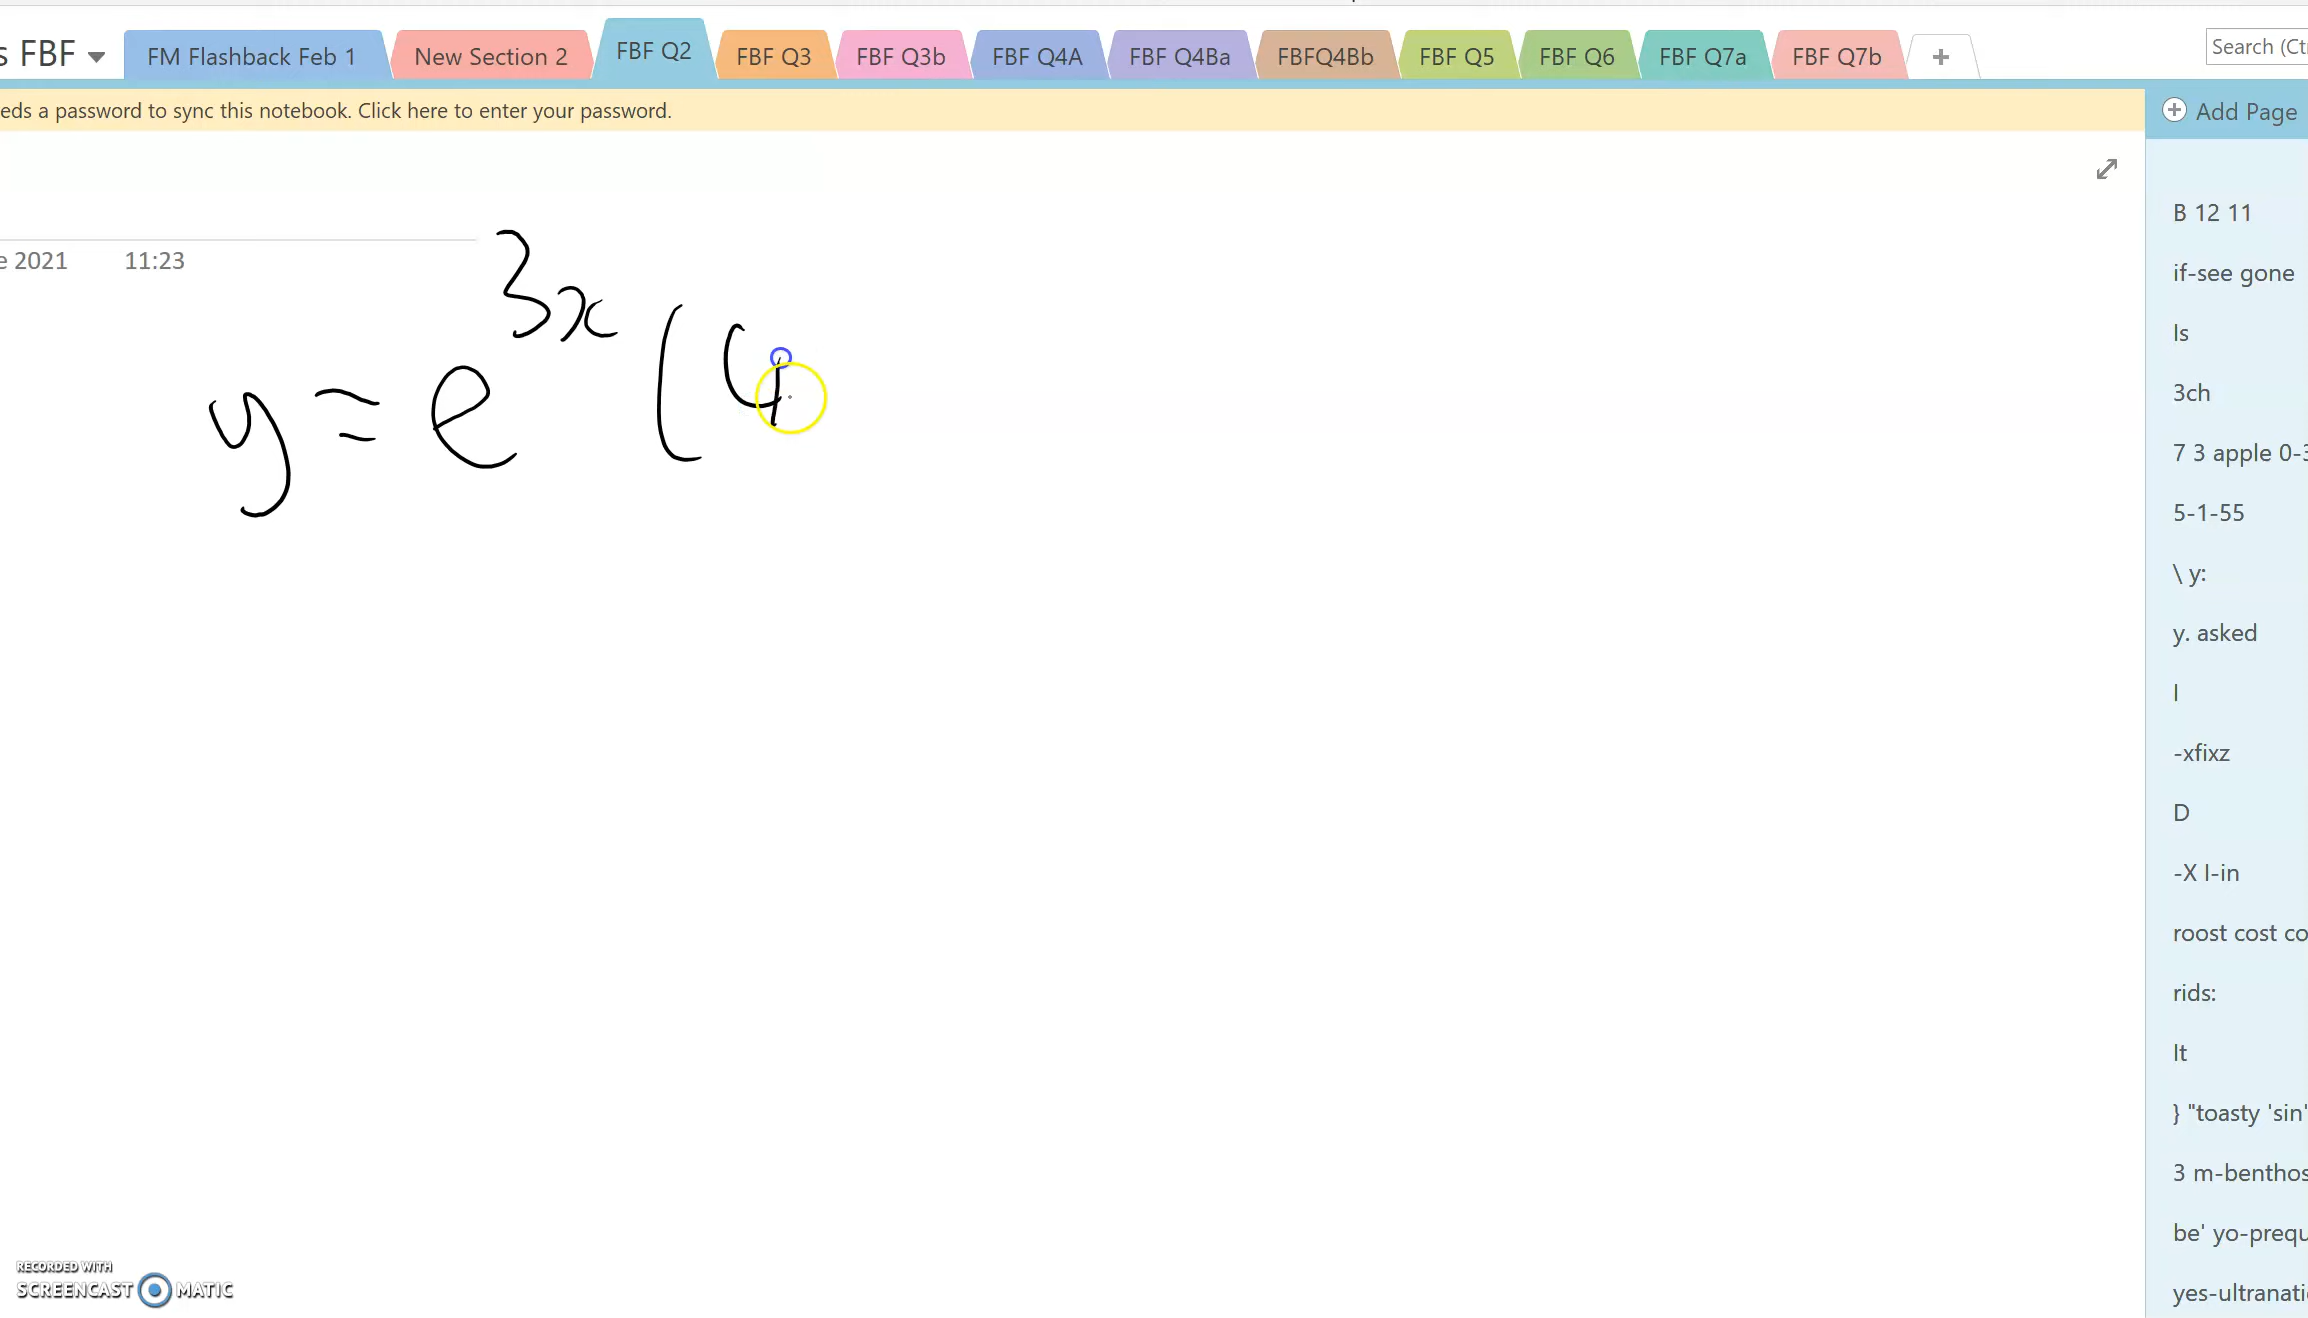 s FBF
FM Flashback Feb 1
New Section 2
FBF Q2
FBF Q3
FBF Q3b
FBF Q4A
FBF Q4Ba
FBFQ4Bb
FBF Q5
FBF Q6
FBF Q7a
FBF Q7b
+
Search (Ct
eds a password to sync this notebook. Click here to enter your password.
Add Page
e 2021 11:23
y = e^{3x} (4
B 12 11
if-see gone
3ch
7 3 apple 0-3
5-1-55
\ y:
y. asked
-xfixz
D
-X I-in
roost cost co
rids:
It
} "toasty 'sin'
3 m-benthos
be' yo-prequ
yes-ultranati
RECORDED WITH
SCREENCAST MATIC